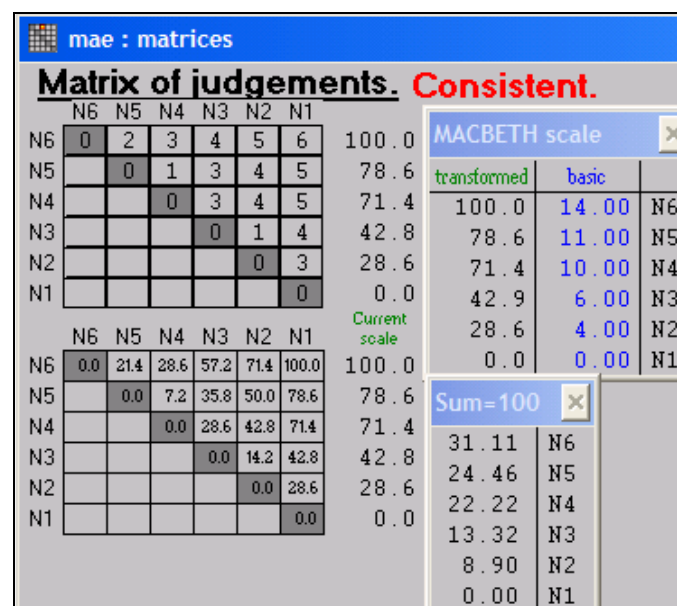 mae : matrices
Matrix of judgements. Consistent.
N6 N5 N4 N3 N2 N1
N6 0 2 3 4 5 6 100.0
N5 0 1 3 4 5 78.6
N4 0 3 4 5 71.4
N3 0 1 4 42.8
N2 0 3 28.6
N1 0 0.0
Current
scale
N6 N5 N4 N3 N2 N1
N6 0.0 21.4 28.6 57.2 71.4 100.0 100.0
N5 0.0 7.2 35.8 50.0 78.6 78.6
N4 0.0 28.6 42.8 71.4 71.4
N3 0.0 14.2 42.8 42.8
N2 0.0 28.6 28.6
N1 0.0 0.0
MACBETH scale
transformed basic
100.0 14.00 N6
78.6 11.00 N5
71.4 10.00 N4
42.9 6.00 N3
28.6 4.00 N2
0.0 0.00 N1
Sum=100
31.11 N6
24.46 N5
22.22 N4
13.32 N3
8.90 N2
0.00 N1